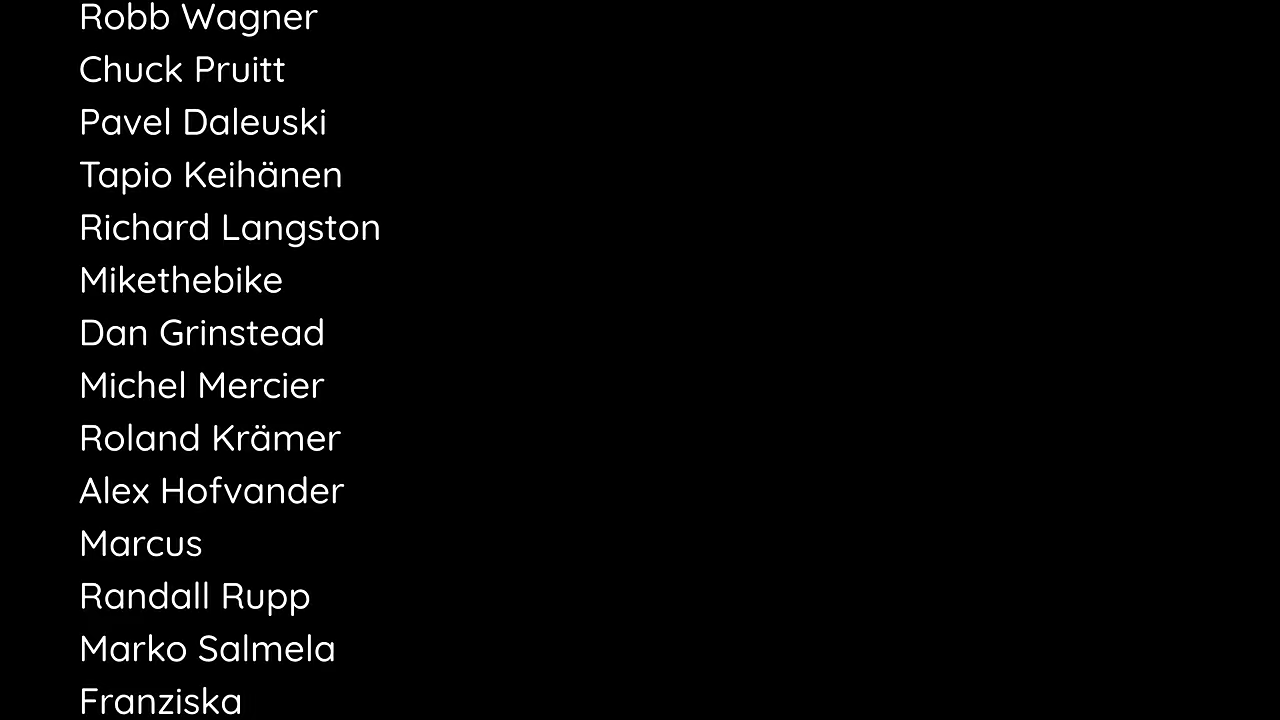 Robb Wagner
Chuck Pruitt
Pavel Daleuski
Tapio Keihänen
Richard Langston
Mikethebike
Dan Grinstead
Michel Mercier
Roland Krämer
Alex Hofvander
Marcus
Randall Rupp
Marko Salmela
Franziska